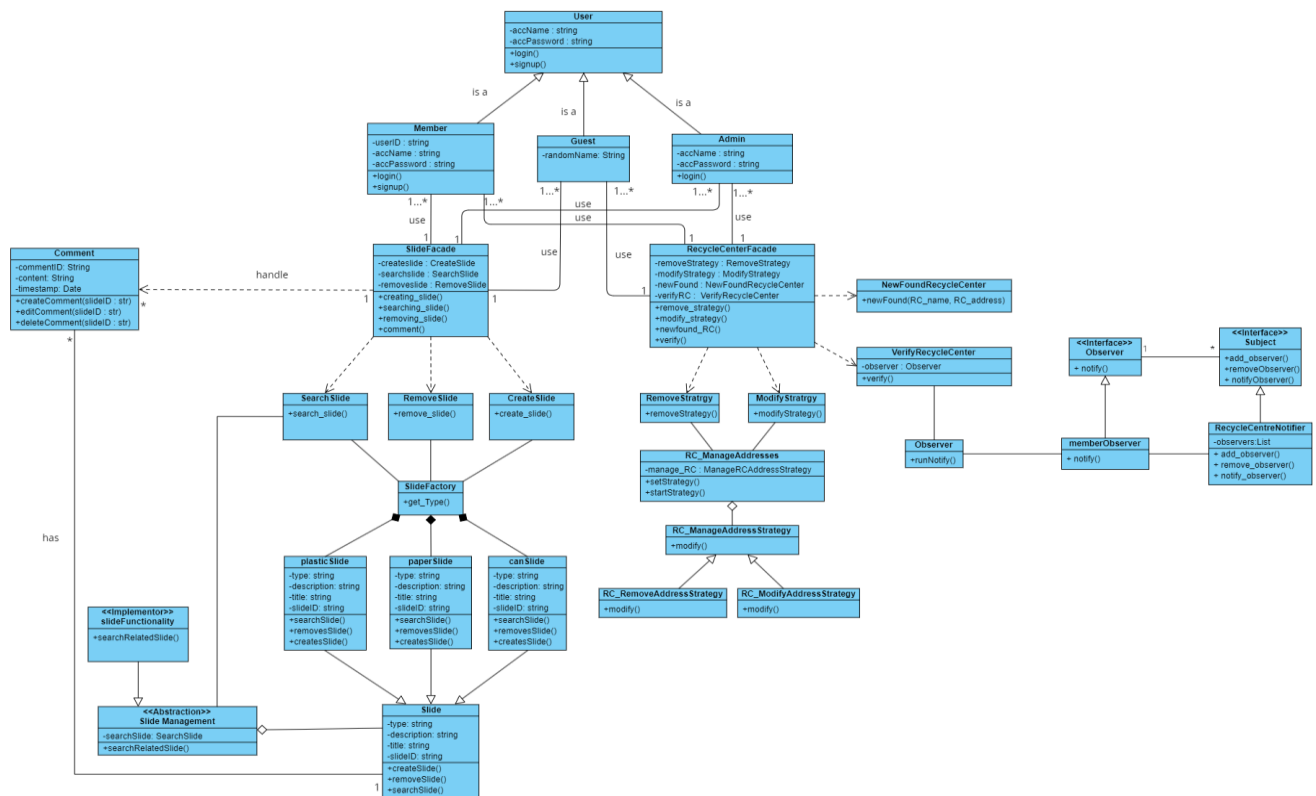 User
-accName : string
-accPassword : string
+login()
+signup()
is a
is a
is a
Member
-userID : string
-accName : string
-accPassword : string
+login()
+signup()
Guest
-randomName: String
Admin
-accName : string
-accPassword : string
+login()
1...*
1...*
1...*
1...*
1...*
1...*
use
use
use
use
use
use
1
1
1
1
1
1
Comment
-commentID: String
-content: String
-timestamp: Date
+createComment(slideID : str)
+editComment(slideID : str)
+deleteComment(slideID : str)
handle
*
*
SlideFacade
-createslide : CreateSlide
-searchslide : SearchSlide
-removeslide : RemoveSlide
+creating_slide()
+searching_slide()
+removing_slide()
+comment()
RecycleCenterFacade
-removeStrategy : RemoveStrategy
-modifyStrategy : ModifyStrategy
-newFound : NewFoundRecycleCenter
-verifyRC : VerifyRecycleCenter
+remove_strategy()
+modify_strategy()
+newfound_RC()
+verify()
NewFoundRecycleCenter
+newFound(RC_name, RC_address)
VerifyRecycleCenter
-observer : Observer
+verify()
<<Interface>>
Observer
+ notify()
1
*
<<Interface>>
Subject
+add_observer()
+removeObserver()
+ notifyObserver()
SearchSlide
+search_slide()
RemoveSlide
+remove_slide()
CreateSlide
+create_slide()
RemoveStratrgy
+removeStrategy()
ModifyStratrgy
+modifyStrategy()
Observer
+runNotify()
memberObserver
+ notify()
RecycleCentreNotifier
-observers:List
+ add_observer()
+ remove_observer()
+ notify_observer()
RC_ManageAddresses
-manage_RC : ManageRCAddressStrategy
+setStrategy()
+startStrategy()
SlideFactory
+get_Type()
RC_ManageAddressStrategy
+modify()
has
plasticSlide
-type: string
-description: string
-title: string
-slideID: string
+searchSlide()
+removesSlide()
+createsSlide()
paperSlide
-type: string
-description: string
-title: string
-slideID: string
+searchSlide()
+removesSlide()
+createsSlide()
canSlide
-type: string
-description: string
-title: string
-slideID: string
+searchSlide()
+removesSlide()
+createsSlide()
RC_RemoveAddressStrategy
+modify()
RC_ModifyAddressStrategy
+modify()
<<Implementor>>
slideFunctionality
+searchRelatedSlide()
<<Abstraction>>
Slide Management
-searchSlide: SearchSlide
+searchRelatedSlide()
Slide
-type: string
-description: string
-title: string
-slideID: string
+createSlide()
+removeSlide()
+searchSlide()
1